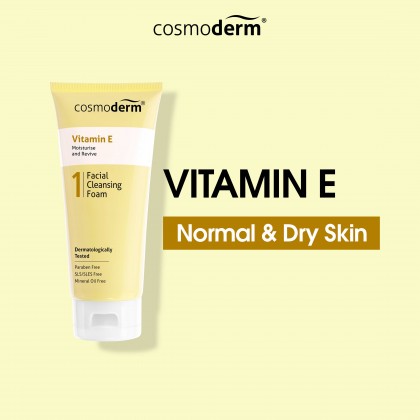 cosmoderm®
cosmoderm®
Vitamin E
Moisturise
and Revive
1 Facial
Cleansing
Foam
Dermatologically
Tested
Paraben Free
SLS/SLES Free
Mineral Oil Free
VITAMIN E
Normal & Dry Skin